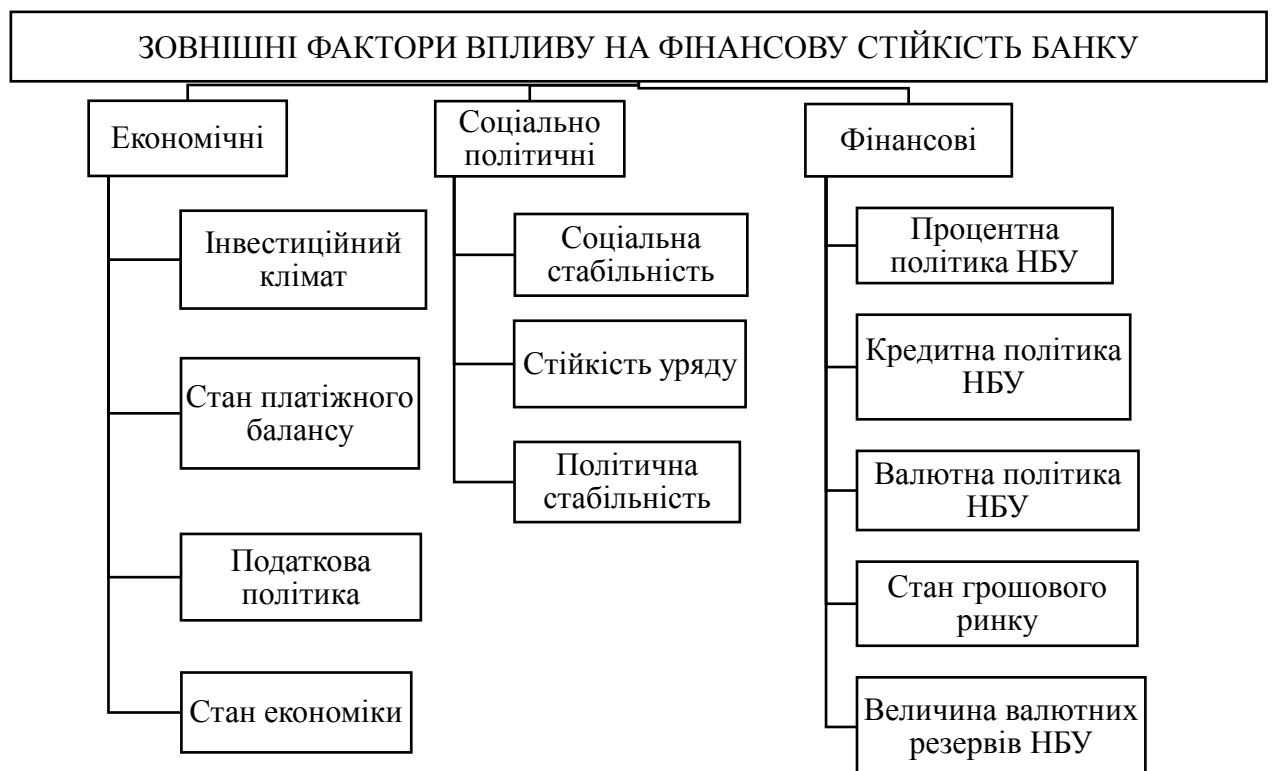 ЗОВНІШНІ ФАКТОРИ ВПЛИВУ НА ФІНАНСОВУ СТІЙКІСТЬ БАНКУ
Економічні
Інвестиційний
клімат
Стан платіжного
балансу
Податкова
політика
Стан економіки
Соціально
політичні
Соціальна
стабільність
Стійкість уряду
Політична
стабільність
Фінансові
Процентна
політика НБУ
Кредитна політика
НБУ
Валютна політика
НБУ
Стан грошового
ринку
Величина валютних
резервів НБУ